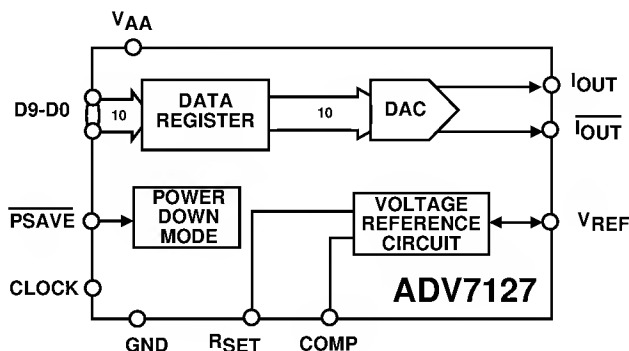 VAA
D9-D0
10
DATA
REGISTER
10
DAC
IOUT
IOUT
PSAVE
POWER
DOWN
MODE
VOLTAGE
REFERENCE
CIRCUIT
VREF
CLOCK
ADV7127
GND
RSET
COMP